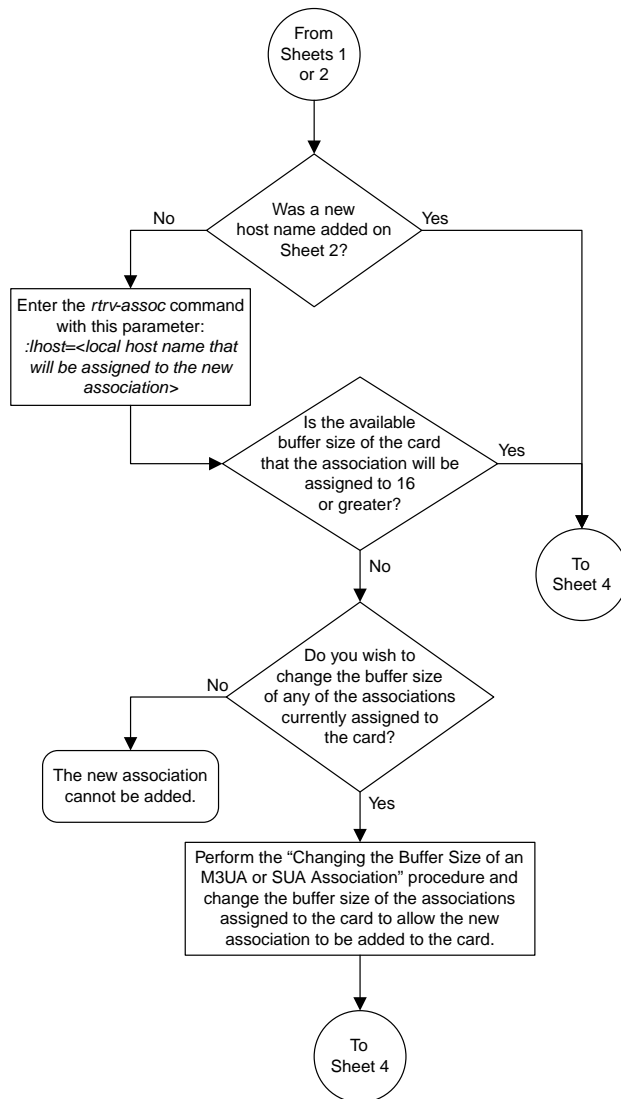 From
Sheets 1
or 2
Was a new
host name added on
Sheet 2?
No
Yes
Enter the rtrv-assoc command
with this parameter:
:lhost=<local host name that
will be assigned to the new
association>
Is the available
buffer size of the card
that the association will be
assigned to 16
or greater?
Yes
No
To
Sheet 4
Do you wish to
change the buffer size
of any of the associations
currently assigned to
the card?
No
Yes
The new association
cannot be added.
Perform the “Changing the Buffer Size of an
M3UA or SUA Association” procedure and
change the buffer size of the associations
assigned to the card to allow the new
association to be added to the card.
To
Sheet 4